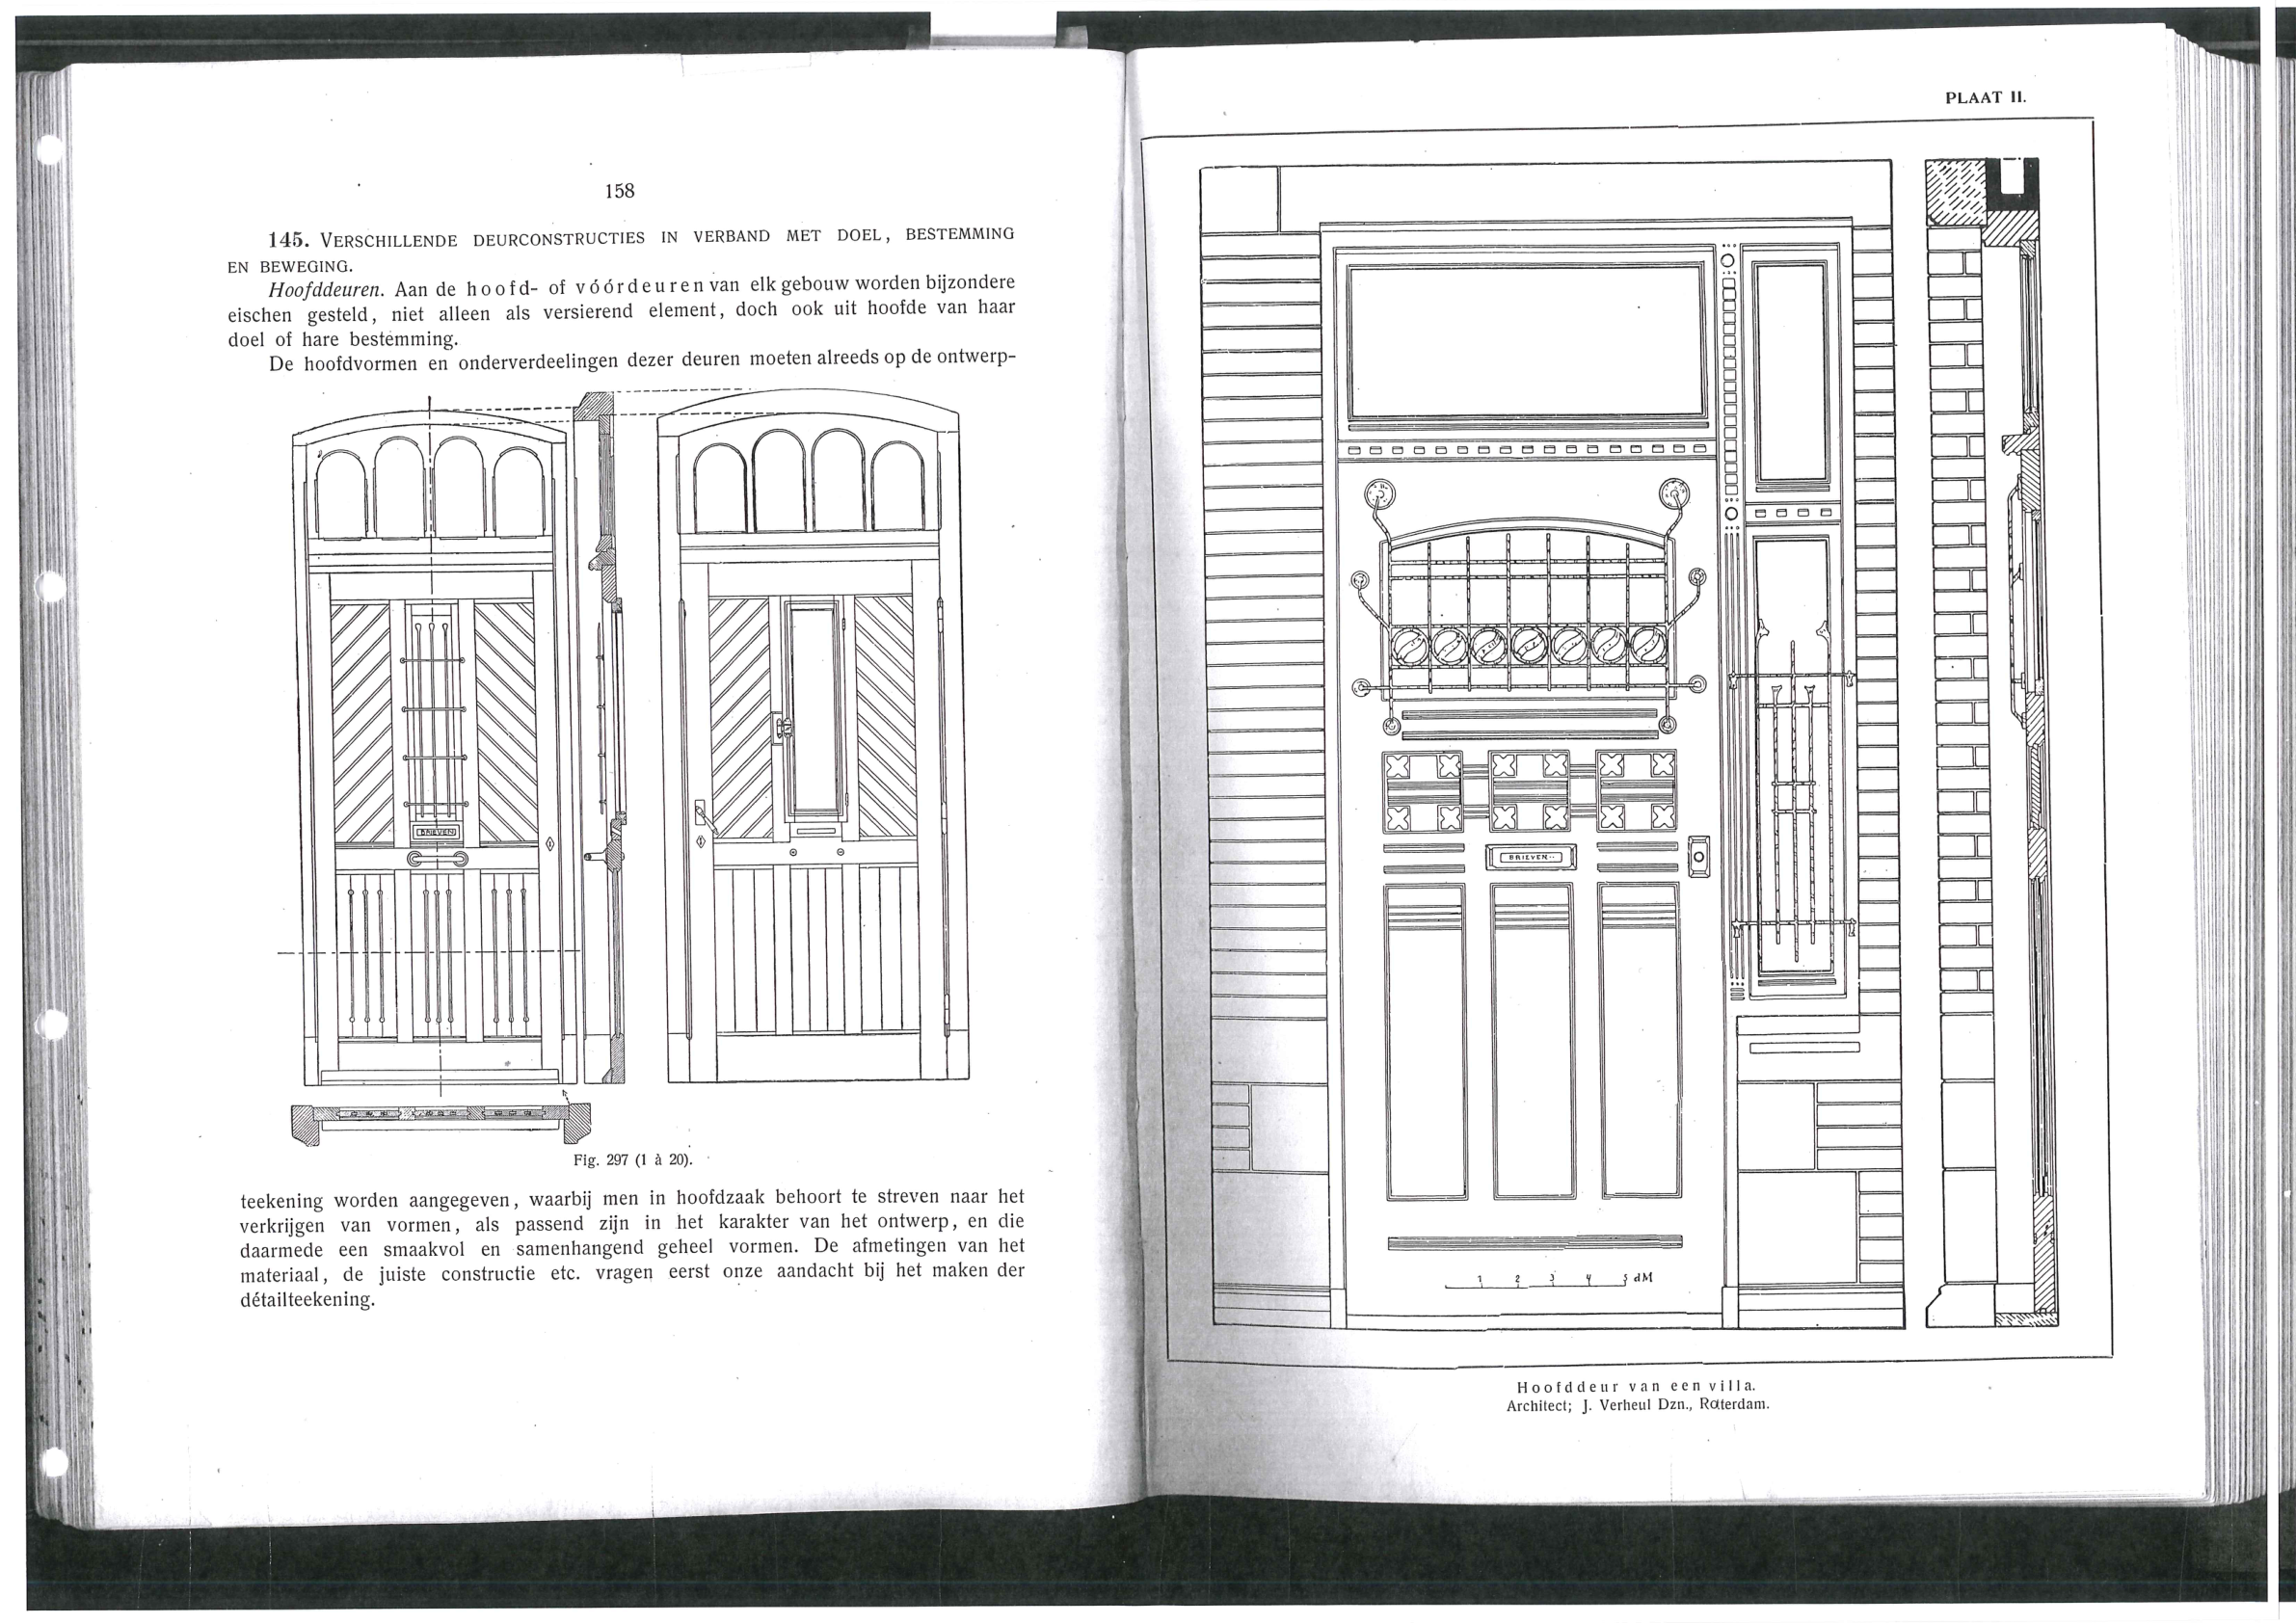 158
145. VERSCHILLENDE DEURCONSTRUCTIES IN VERBAND MET DOEL, BESTEMMING
EN BEWEGING.
Hoofddeuren. Aan de hoofd- of vóórdeuren van elk gebouw worden bijzondere
eischen gesteld, niet alleen als versierend element, doch ook uit hoofde van haar
doel of hare bestemming.
De hoofdvormen en onderverdeelingen dezer deuren moeten alreeds op de ontwerp-
BRIEVEN
Fig. 297 (1 à 20).
teekening worden aangegeven, waarbij men in hoofdzaak behoort te streven naar het
verkrijgen van vormen, als passend zijn in het karakter van het ontwerp, en die
daarmede een smaakvol en samenhangend geheel vormen. De afmetingen van het
materiaal, de juiste constructie etc. vragen eerst onze aandacht bij het maken der
détailteekening.
PLAAT II.
BRIEVEN
1 2 3 4 5 dM
Hoofddeur van een villa.
Architect; J. Verheul Dzn., Rotterdam.